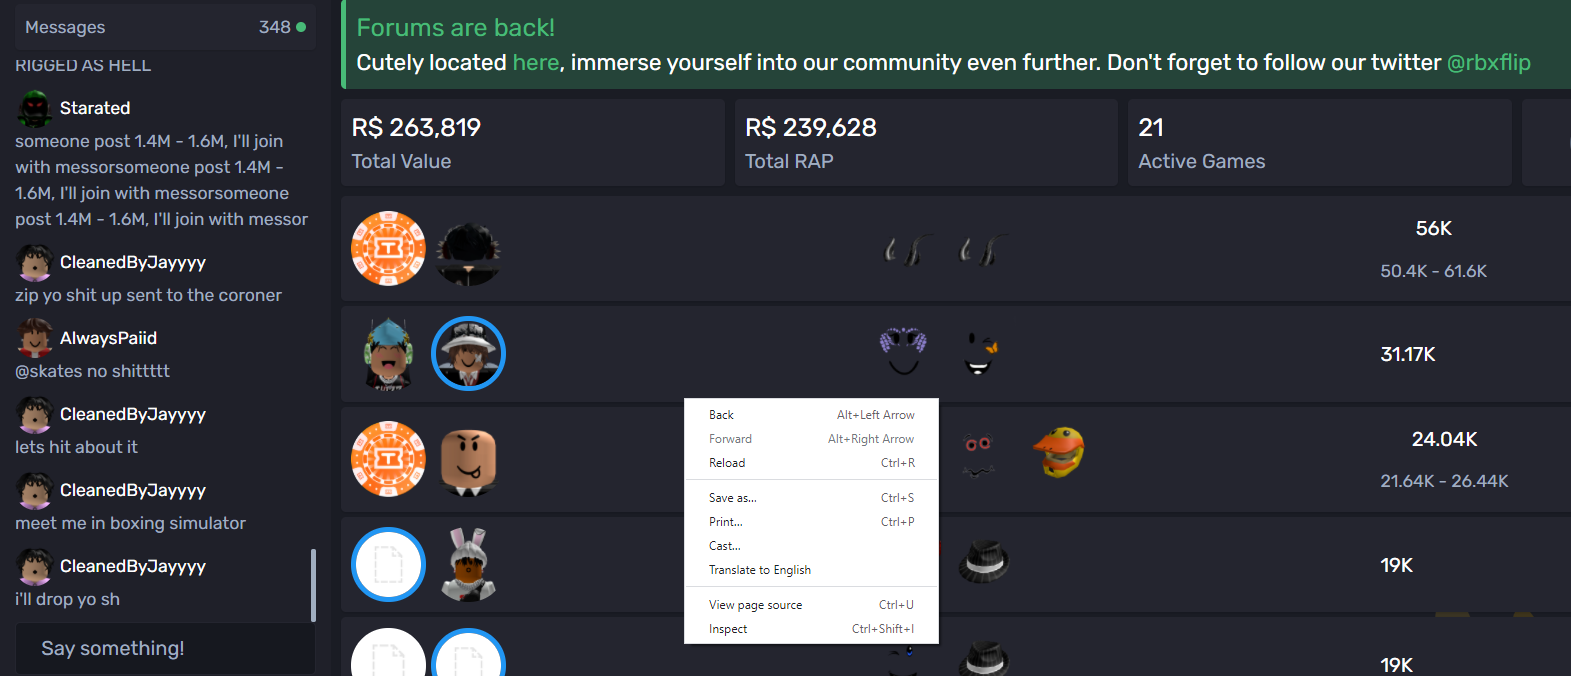 Messages 348
RIGGED AS HELL
Starated
someone post 1.4M - 1.6M, I'll join
with messorsomeone post 1.4M -
1.6M, I'll join with messorsomeone
post 1.4M - 1.6M, I'll join with messor
CleanedByJayyyy
zip yo shit up sent to the coroner
AlwaysPaiid
@skates no shittttt
CleanedByJayyyy
lets hit about it
CleanedByJayyyy
meet me in boxing simulator
CleanedByJayyyy
i'll drop yo sh
Say something!
Forums are back!
Cutely located here, immerse yourself into our community even further. Don't forget to follow our twitter @rbxflip
R$ 263,819
Total Value
R$ 239,628
Total RAP
21
Active Games
56K
50.4K - 61.6K
31.17K
24.04K
21.64K - 26.44K
19K
19K
Back Alt+Left Arrow
Forward Alt+Right Arrow
Reload Ctrl+R
Save as... Ctrl+S
Print... Ctrl+P
Cast...
Translate to English
View page source Ctrl+U
Inspect Ctrl+Shift+I